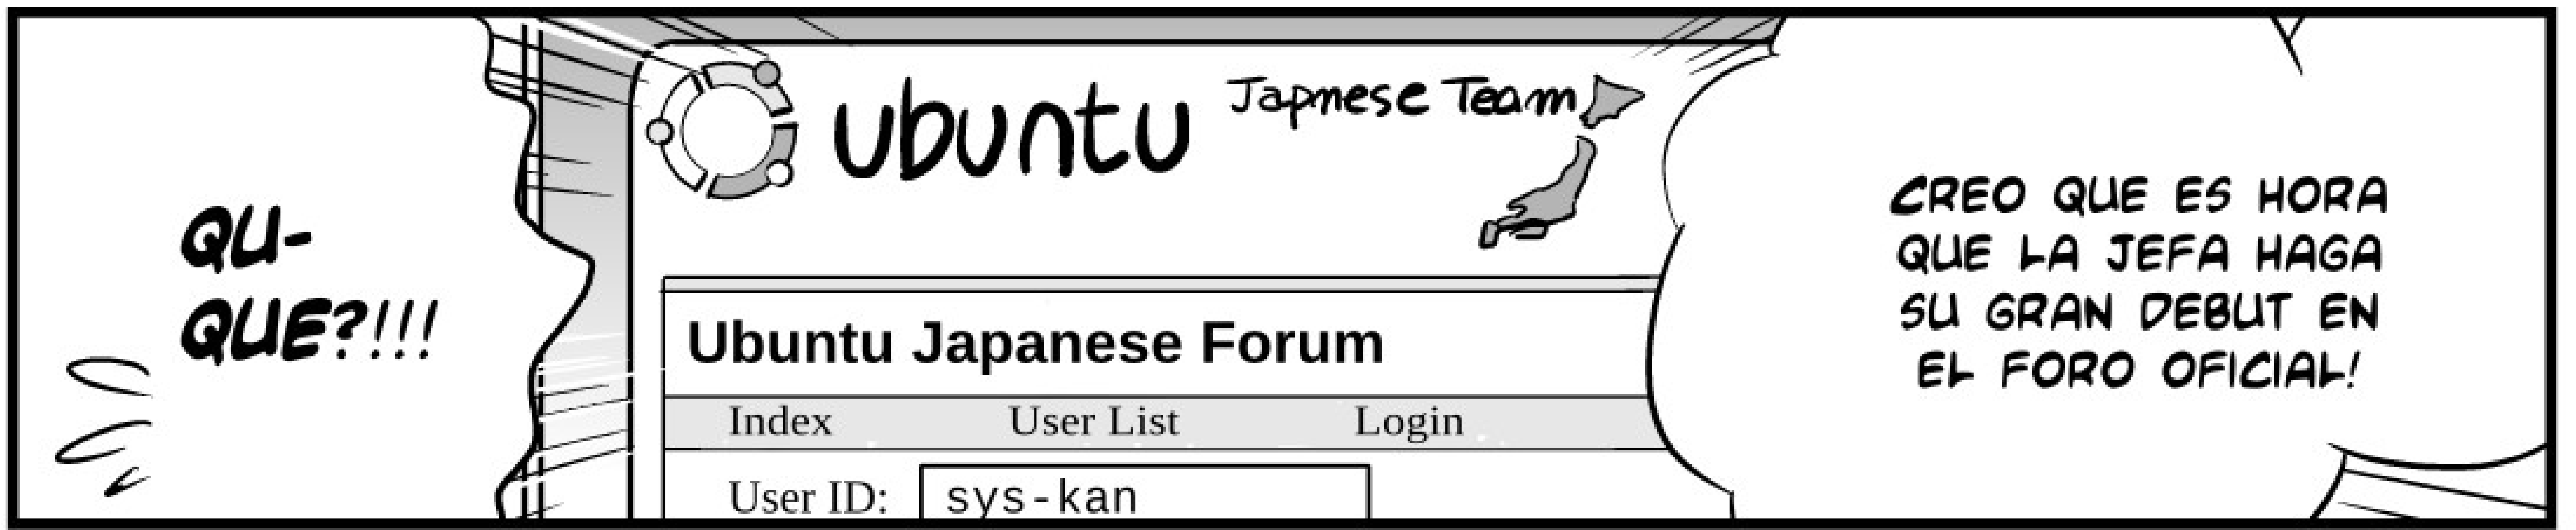 CREO QUE ES HORA
QUE LA JEFA HAGA
SU GRAN DEBUT EN
EL FORO OFICIAL!
ubuntu
Japnese Team
Ubuntu Japanese Forum
Index User List Login
User ID: sys-kan
QU-
QUE?!!!